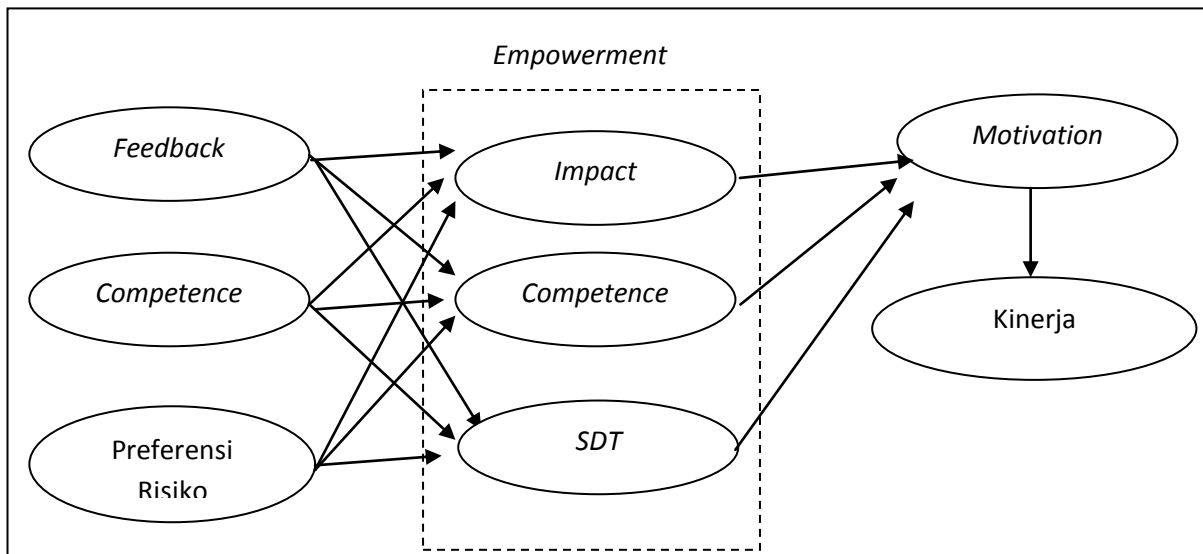 Empowerment
Feedback
Impact
Motivation
Competence
Competence
Kinerja
Preferensi
Risiko
SDT